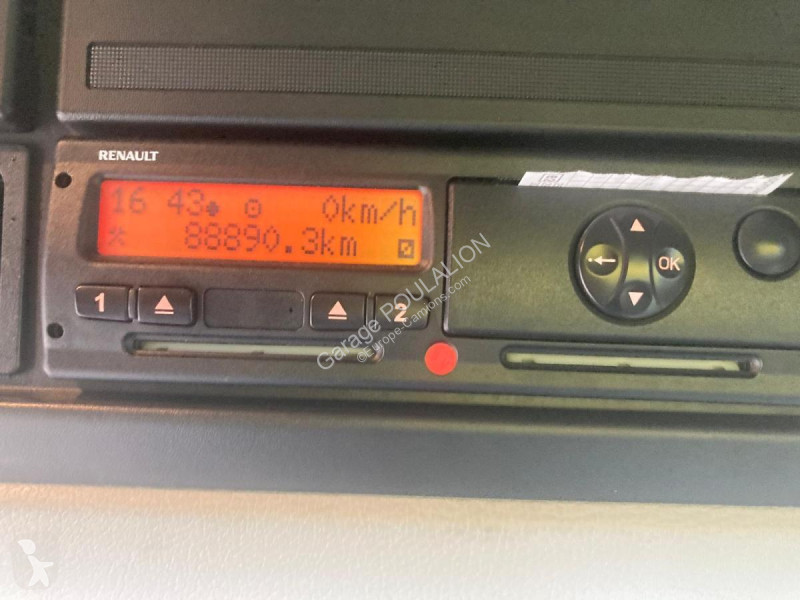 RENAULT
16 43 0km/h
88890.3km
1 2
OK
Garage POULALION
©Europe-Camions.com